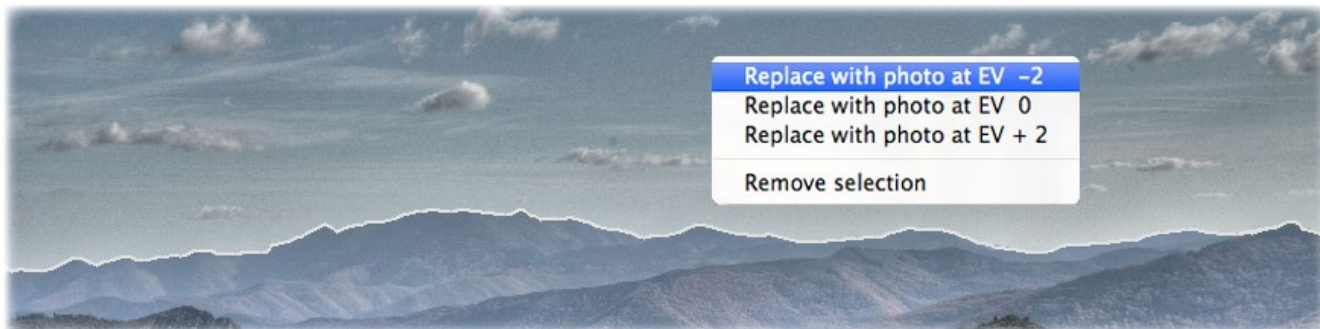 Replace with photo at EV -2
Replace with photo at EV 0
Replace with photo at EV + 2
Remove selection